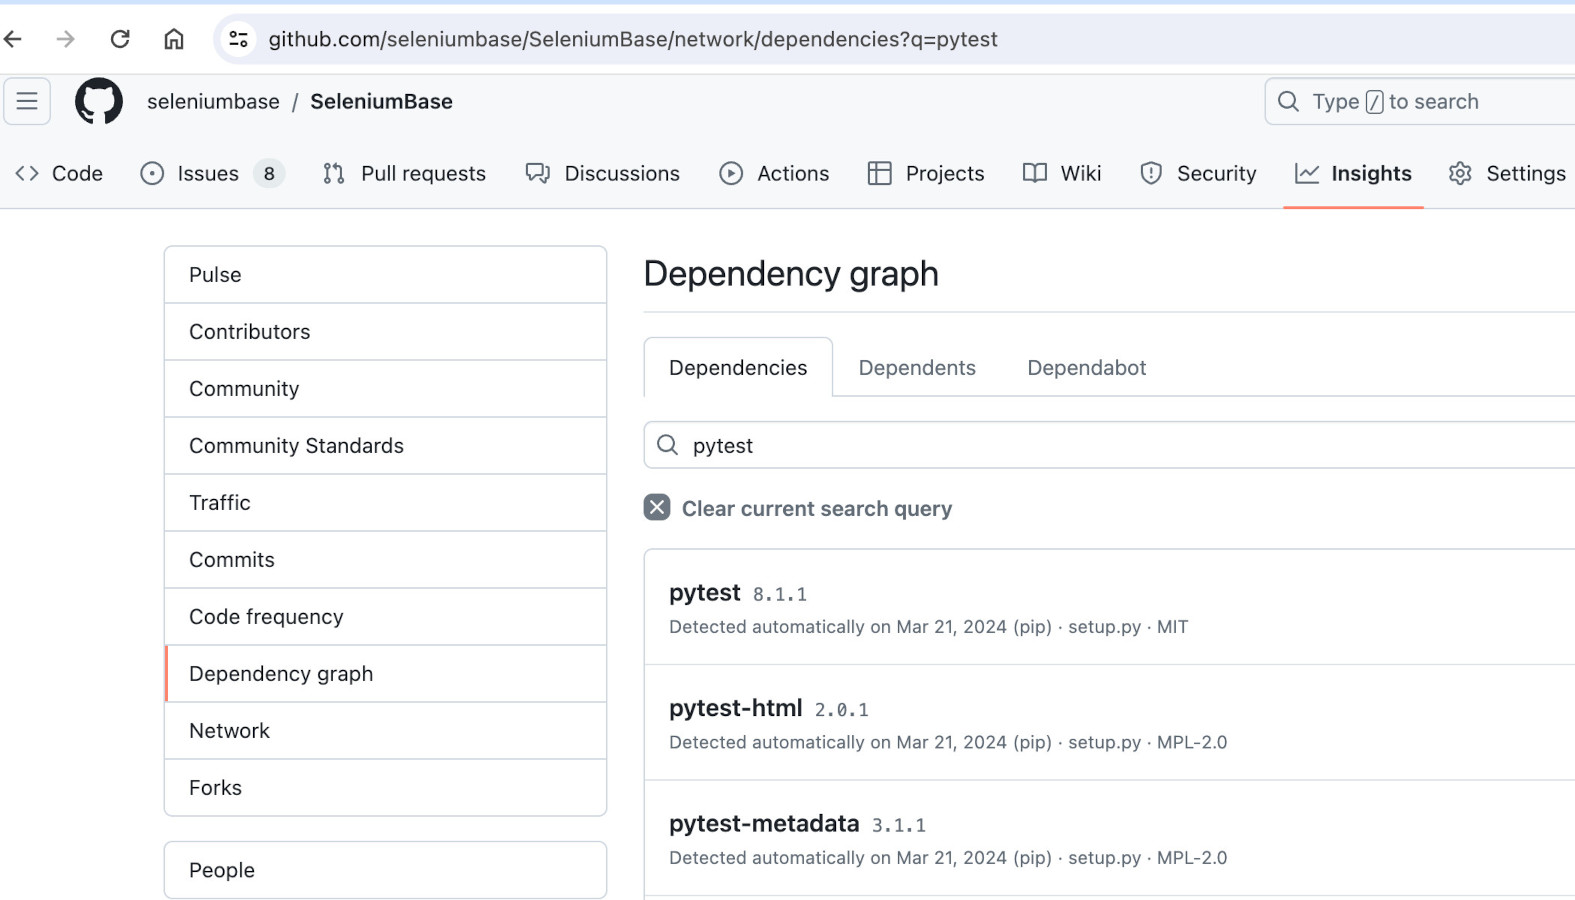 github.com/seleniumbase/SeleniumBase/network/dependencies?q=pytest
seleniumbase / SeleniumBase
Type / to search
Code Issues 8 Pull requests Discussions Actions Projects Wiki Security Insights Settings
Pulse
Contributors
Community
Community Standards
Traffic
Commits
Code frequency
Dependency graph
Network
Forks
People
Dependency graph
Dependencies Dependents Dependabot
pytest
Clear current search query
pytest 8.1.1
Detected automatically on Mar 21, 2024 (pip) · setup.py · MIT
pytest-html 2.0.1
Detected automatically on Mar 21, 2024 (pip) · setup.py · MPL-2.0
pytest-metadata 3.1.1
Detected automatically on Mar 21, 2024 (pip) · setup.py · MPL-2.0